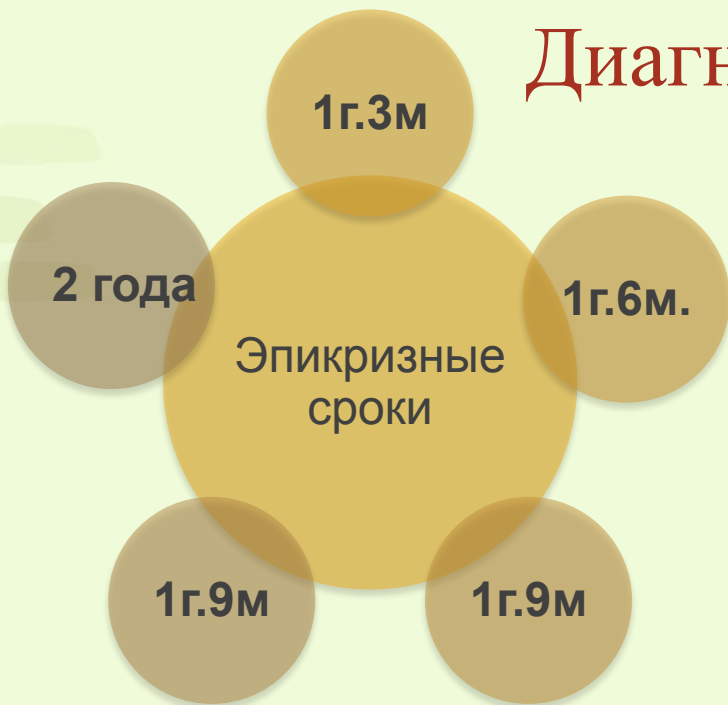 Диагн
1г.3м
2 года
1г.6м.
Эпикризные
сроки
1г.9м
1г.9м